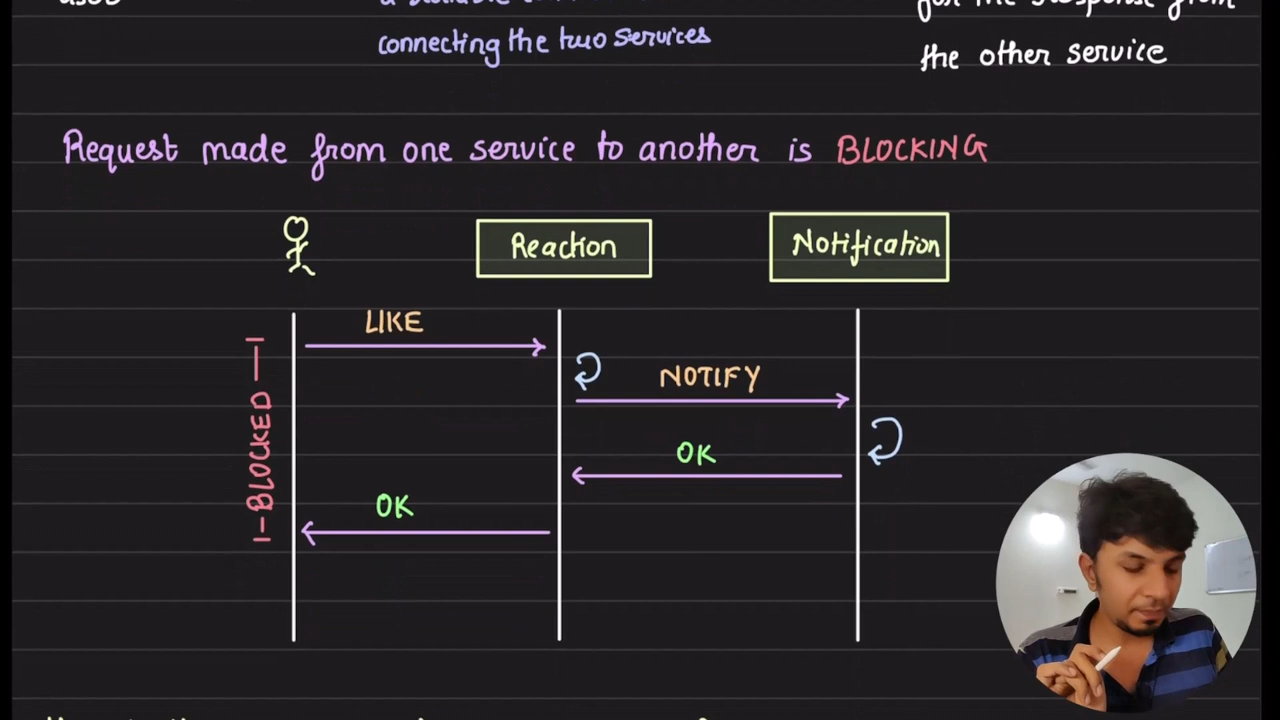 connecting the two services
the other service
Request made from one service to another is BLOCKING
Reaction
Notification
LIKE
NOTIFY
BLOCKED
OK
OK